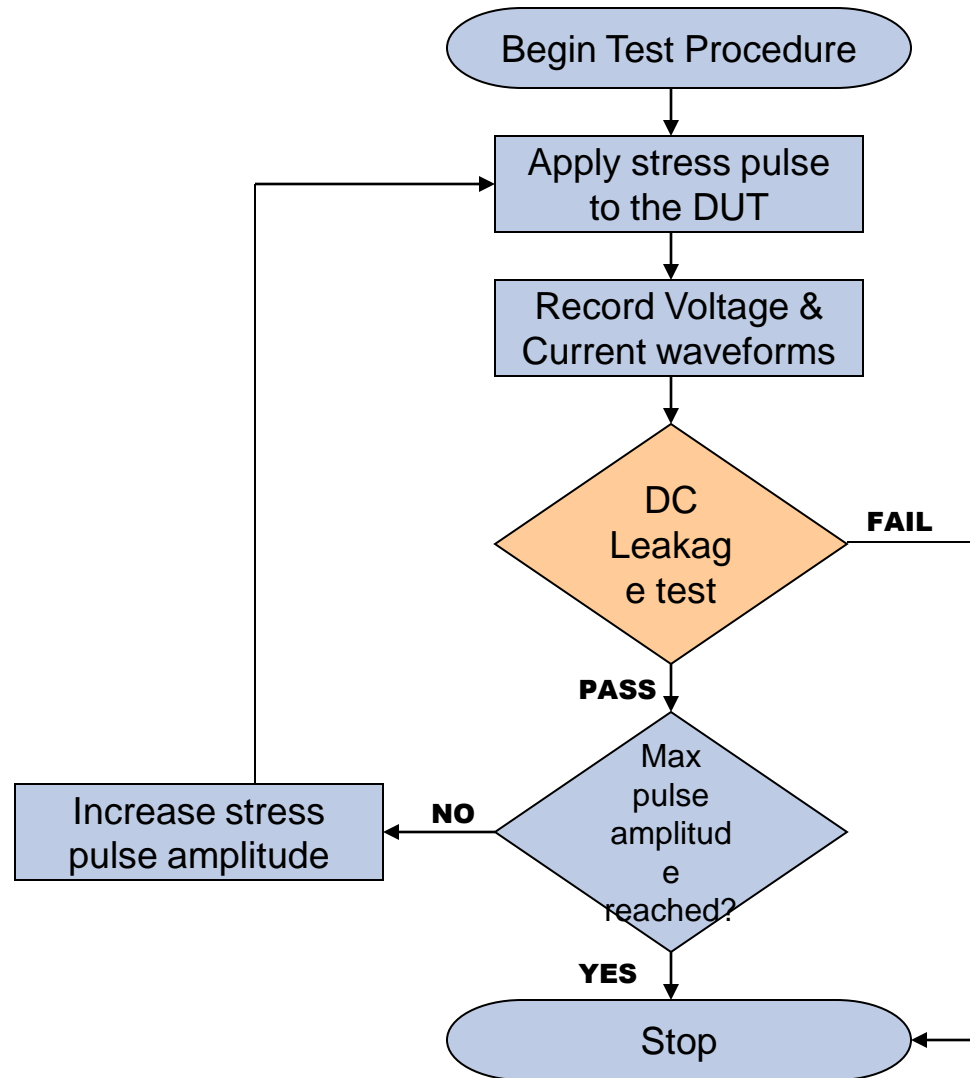 Begin Test Procedure
Apply stress pulse
to the DUT
Record Voltage &
Current waveforms
DC
Leakag
e test
FAIL
PASS
Max
pulse
amplitud
e
reached?
NO
Increase stress
pulse amplitude
YES
Stop